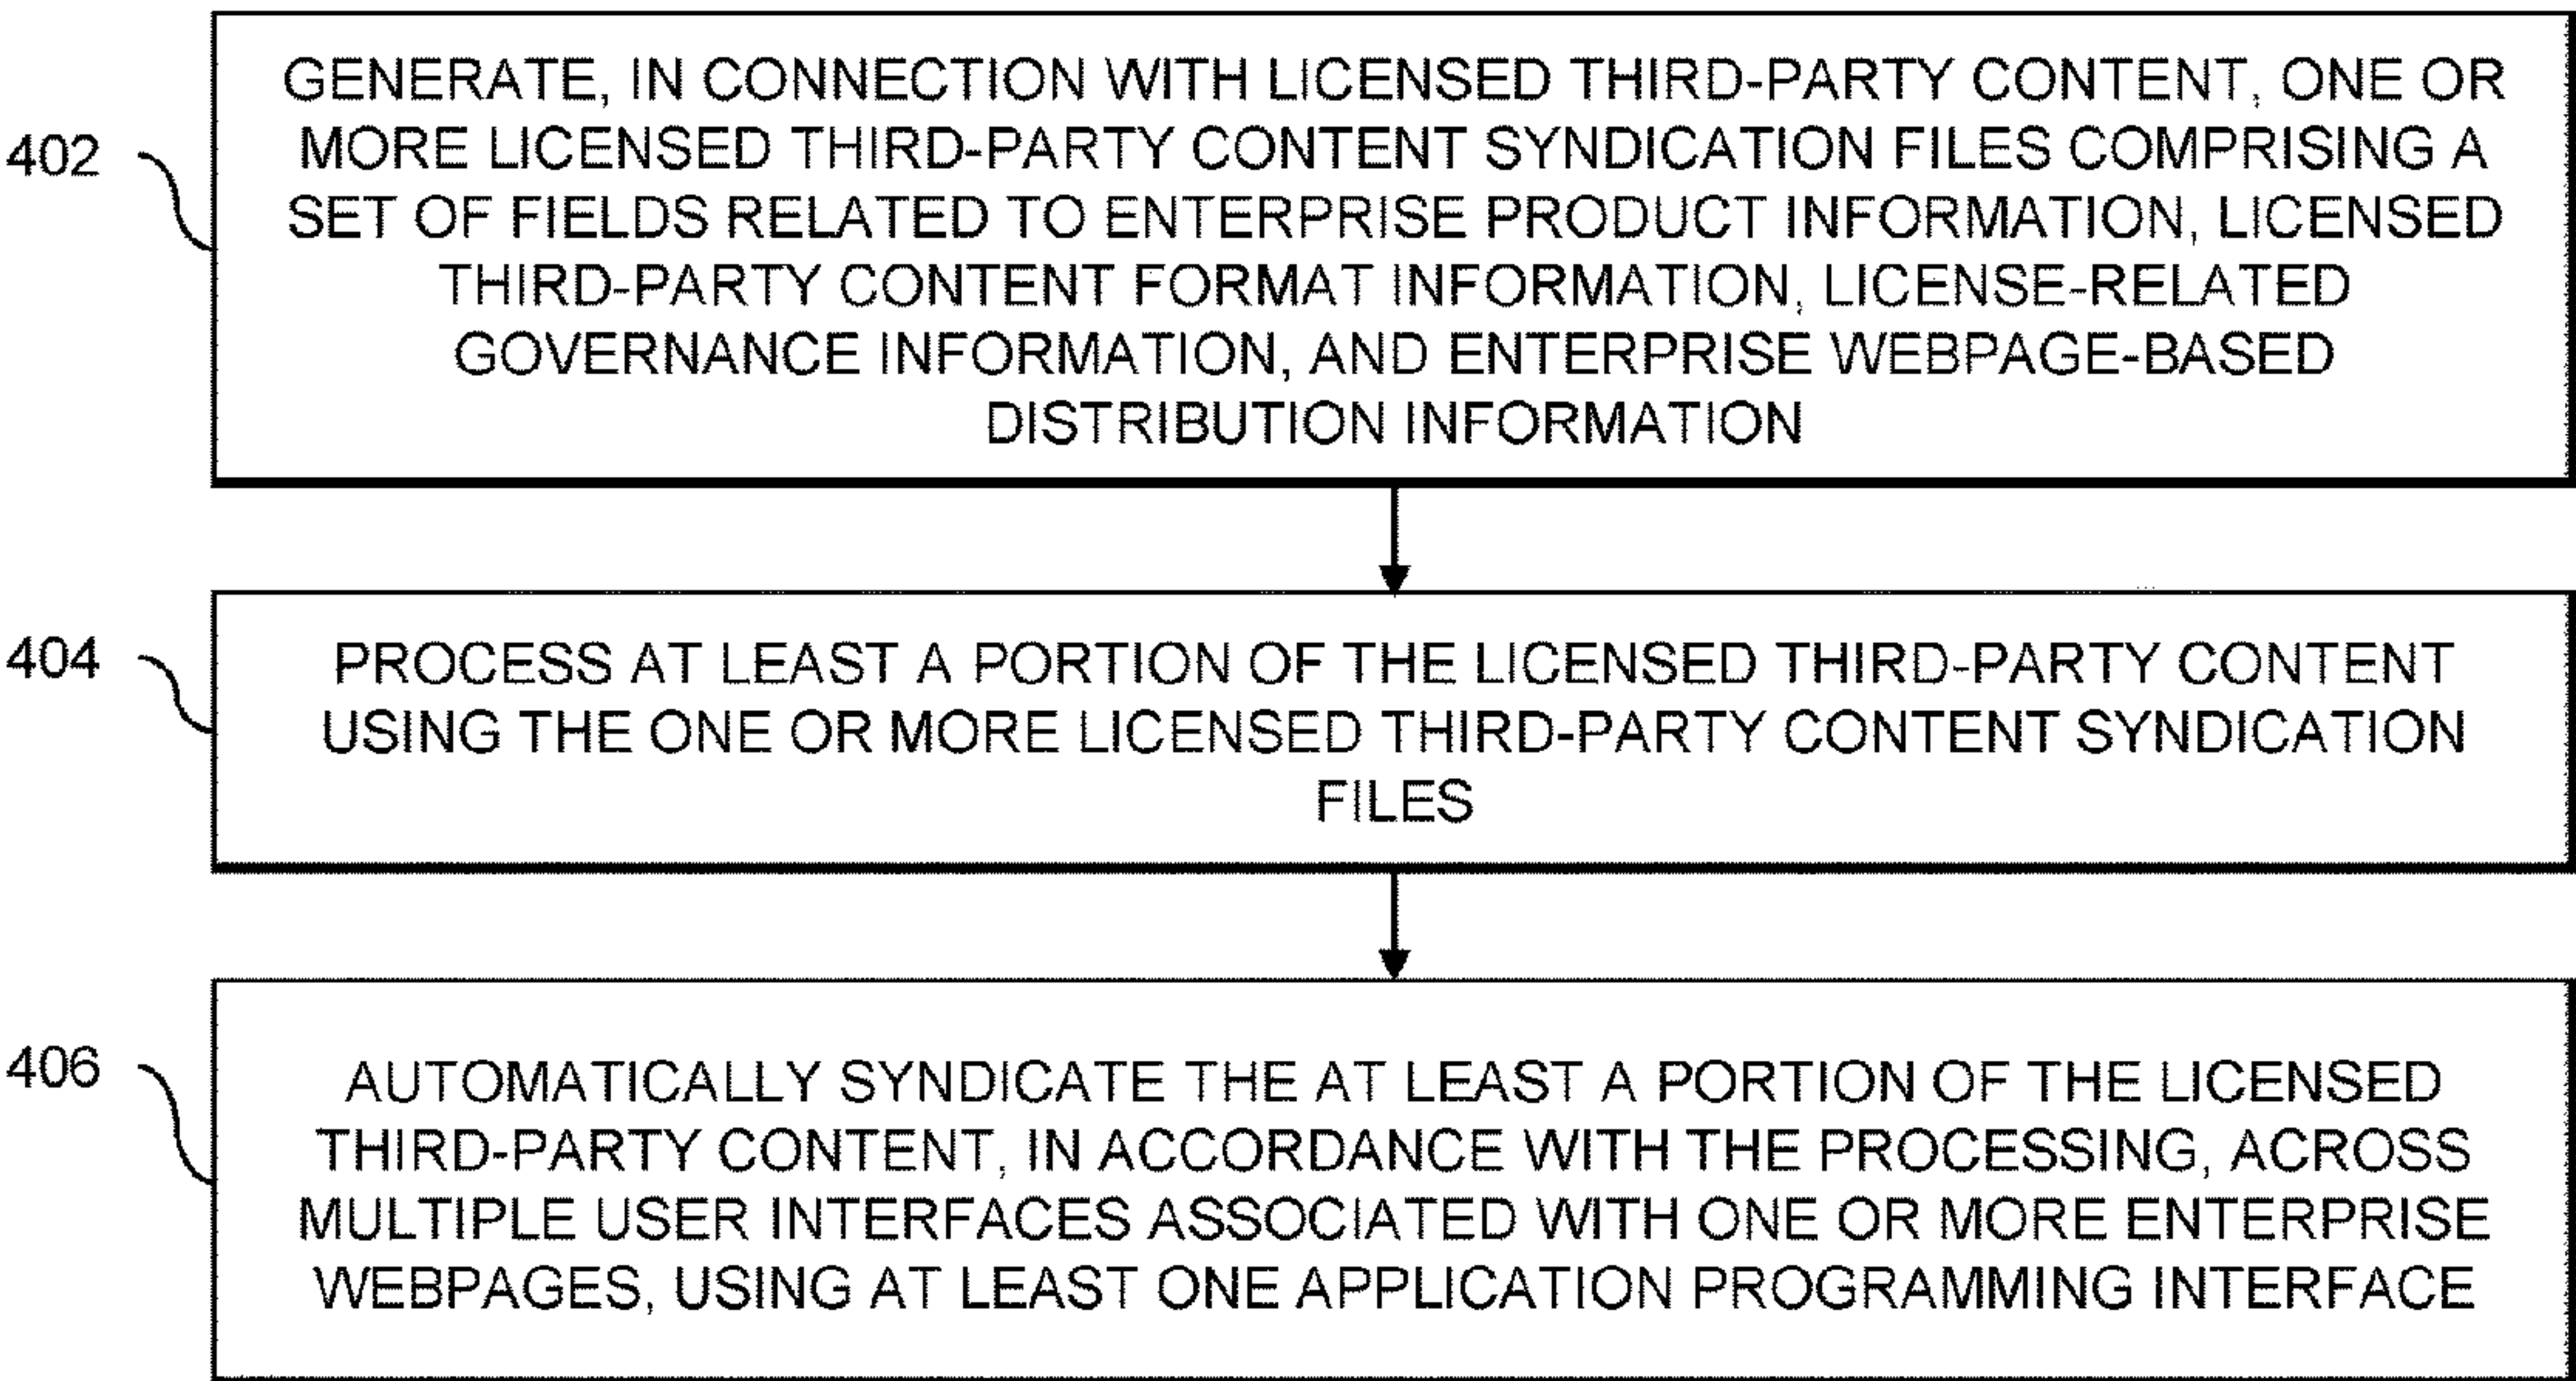 402
GENERATE, IN CONNECTION WITH LICENSED THIRD-PARTY CONTENT, ONE OR
MORE LICENSED THIRD-PARTY CONTENT SYNDICATION FILES COMPRISING A
SET OF FIELDS RELATED TO ENTERPRISE PRODUCT INFORMATION, LICENSED
THIRD-PARTY CONTENT FORMAT INFORMATION, LICENSE-RELATED
GOVERNANCE INFORMATION, AND ENTERPRISE WEBPAGE-BASED
DISTRIBUTION INFORMATION
404
PROCESS AT LEAST A PORTION OF THE LICENSED THIRD-PARTY CONTENT
USING THE ONE OR MORE LICENSED THIRD-PARTY CONTENT SYNDICATION
FILES
406
AUTOMATICALLY SYNDICATE THE AT LEAST A PORTION OF THE LICENSED
THIRD-PARTY CONTENT, IN ACCORDANCE WITH THE PROCESSING, ACROSS
MULTIPLE USER INTERFACES ASSOCIATED WITH ONE OR MORE ENTERPRISE
WEBPAGES, USING AT LEAST ONE APPLICATION PROGRAMMING INTERFACE